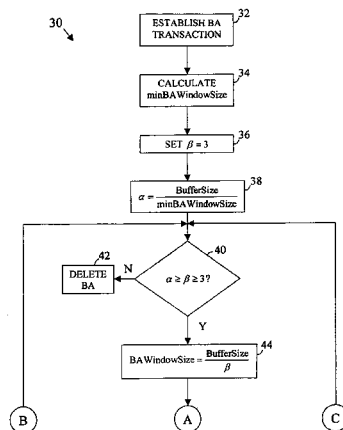 30
32
ESTABLISH BA
TRANSACTION
34
CALCULATE
minBAWindowSize
36
SET β = 3
38
α = BufferSize
minBAWindowSize
40
42
DELETE
BA
N
α ≥ β ≥ 3?
Y
44
BAWindowSize = BufferSize
β
B
A
C